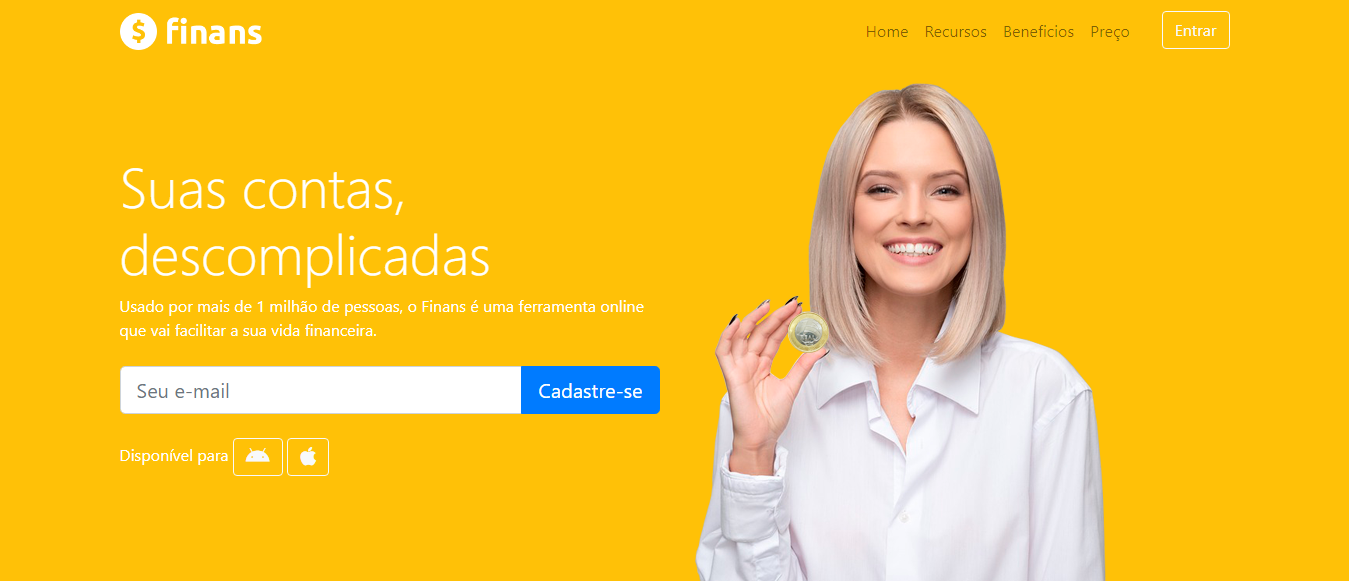 finans
Home Recursos Beneficios Preço Entrar
Suas contas,
descomplicadas
Usado por mais de 1 milhão de pessoas, o Finans é uma ferramenta online
que vai facilitar a sua vida financeira.
Seu e-mail Cadastre-se
Disponível para